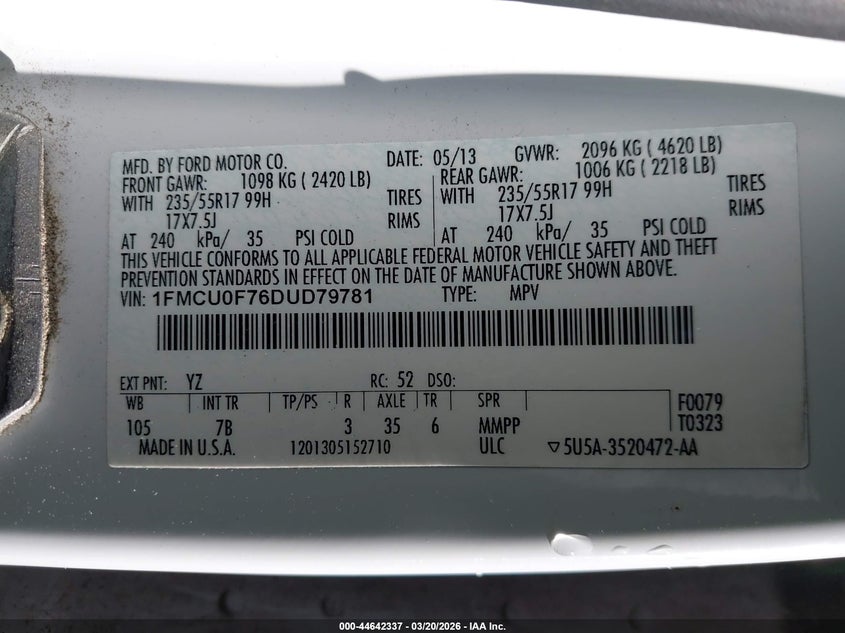 MFD. BY FORD MOTOR CO. DATE: 05/13 GVWR: 2096 KG ( 4620 LB)
FRONT GAWR: 1098 KG ( 2420 LB) REAR GAWR: 1006 KG ( 2218 LB)
WITH 235/55R17 99H TIRES WITH 235/55R17 99H TIRES
17X7.5J RIMS 17X7.5J RIMS
AT 240 kPa/ 35 PSI COLD AT 240 kPa/ 35 PSI COLD
THIS VEHICLE CONFORMS TO ALL APPLICABLE FEDERAL MOTOR VEHICLE SAFETY AND THEFT
PREVENTION STANDARDS IN EFFECT ON THE DATE OF MANUFACTURE SHOWN ABOVE.
VIN: 1FMCU0F76DUD79781 TYPE: MPV
EXT PNT: YZ RC: 52 DSO:
WB INT TR TP/PS R AXLE TR SPR F0079
105 7B 3 35 6 MMPP T0323
MADE IN U.S.A. 1201305152710 ULC ▽5U5A-3520472-AA
000-44642337 - 03/20/2026 - IAA Inc.